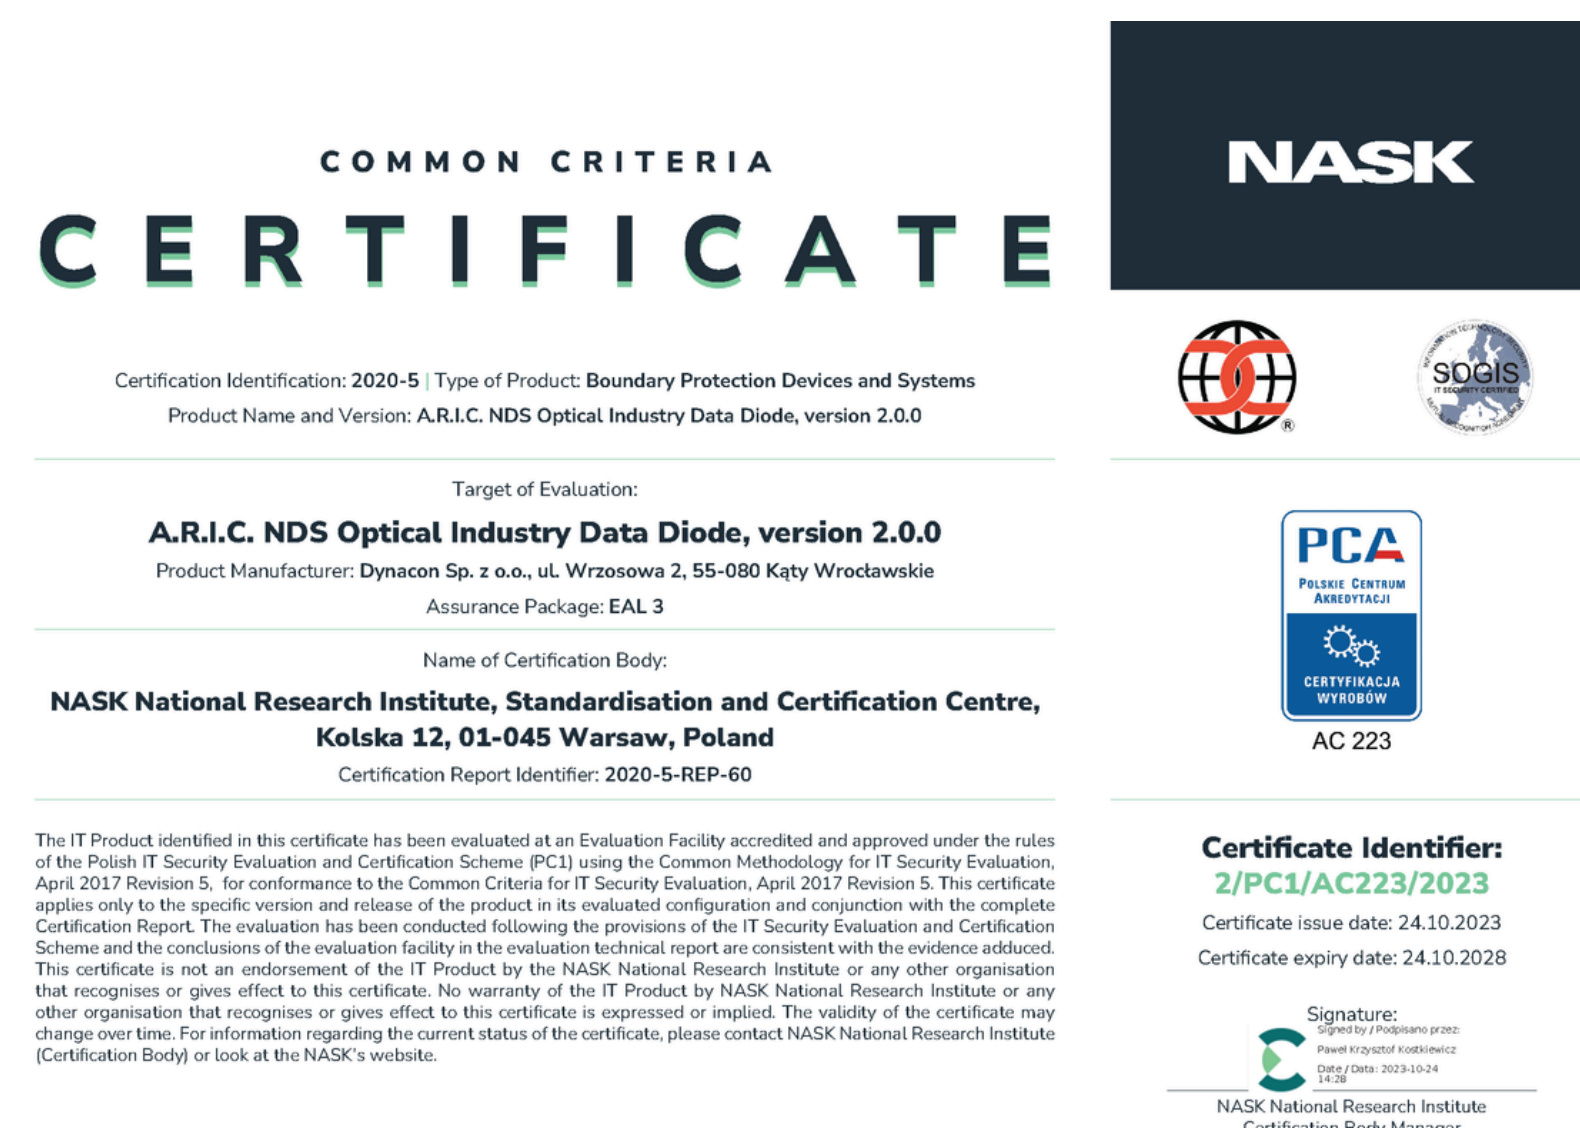 COMMON CRITERIA
CERTIFICATE
Certification Identification: 2020-5 | Type of Product: Boundary Protection Devices and Systems
Product Name and Version: A.R.I.C. NDS Optical Industry Data Diode, version 2.0.0
Target of Evaluation:
A.R.I.C. NDS Optical Industry Data Diode, version 2.0.0
Product Manufacturer: Dynacon Sp. z o.o., ul. Wrzosowa 2, 55-080 Kąty Wrocławskie
Assurance Package: EAL 3
Name of Certification Body:
NASK National Research Institute, Standardisation and Certification Centre,
Kolska 12, 01-045 Warsaw, Poland
Certification Report Identifier: 2020-5-REP-60
The IT Product identified in this certificate has been evaluated at an Evaluation Facility accredited and approved under the rules
of the Polish IT Security Evaluation and Certification Scheme (PC1) using the Common Methodology for IT Security Evaluation,
April 2017 Revision 5, for conformance to the Common Criteria for IT Security Evaluation, April 2017 Revision 5. This certificate
applies only to the specific version and release of the product in its evaluated configuration and conjunction with the complete
Certification Report. The evaluation has been conducted following the provisions of the IT Security Evaluation and Certification
Scheme and the conclusions of the evaluation facility in the evaluation technical report are consistent with the evidence adduced.
This certificate is not an endorsement of the IT Product by the NASK National Research Institute or any other organisation
that recognises or gives effect to this certificate. No warranty of the IT Product by NASK National Research Institute or any
other organisation that recognises or gives effect to this certificate is expressed or implied. The validity of the certificate may
change over time. For information regarding the current status of the certificate, please contact NASK National Research Institute
(Certification Body) or look at the NASK's website.
NASK
®
INFORMATION TECHNOLOGY SECURITY
SOGIS
IT SECURITY CERTIFIED
MUTUAL RECOGNITION AGREEMENT
PCA
POLSKIE CENTRUM
AKREDYTACJI
CERTYFIKACJA
WYROBÓW
AC 223
Certificate Identifier:
2/PC1/AC223/2023
Certificate issue date: 24.10.2023
Certificate expiry date: 24.10.2028
Signature:
Signed by / Podpisano przez:
Paweł Krzysztof Kostkiewicz
Date / Data: 2023-10-24
14:28
NASK National Research Institute
Certification Body Manager